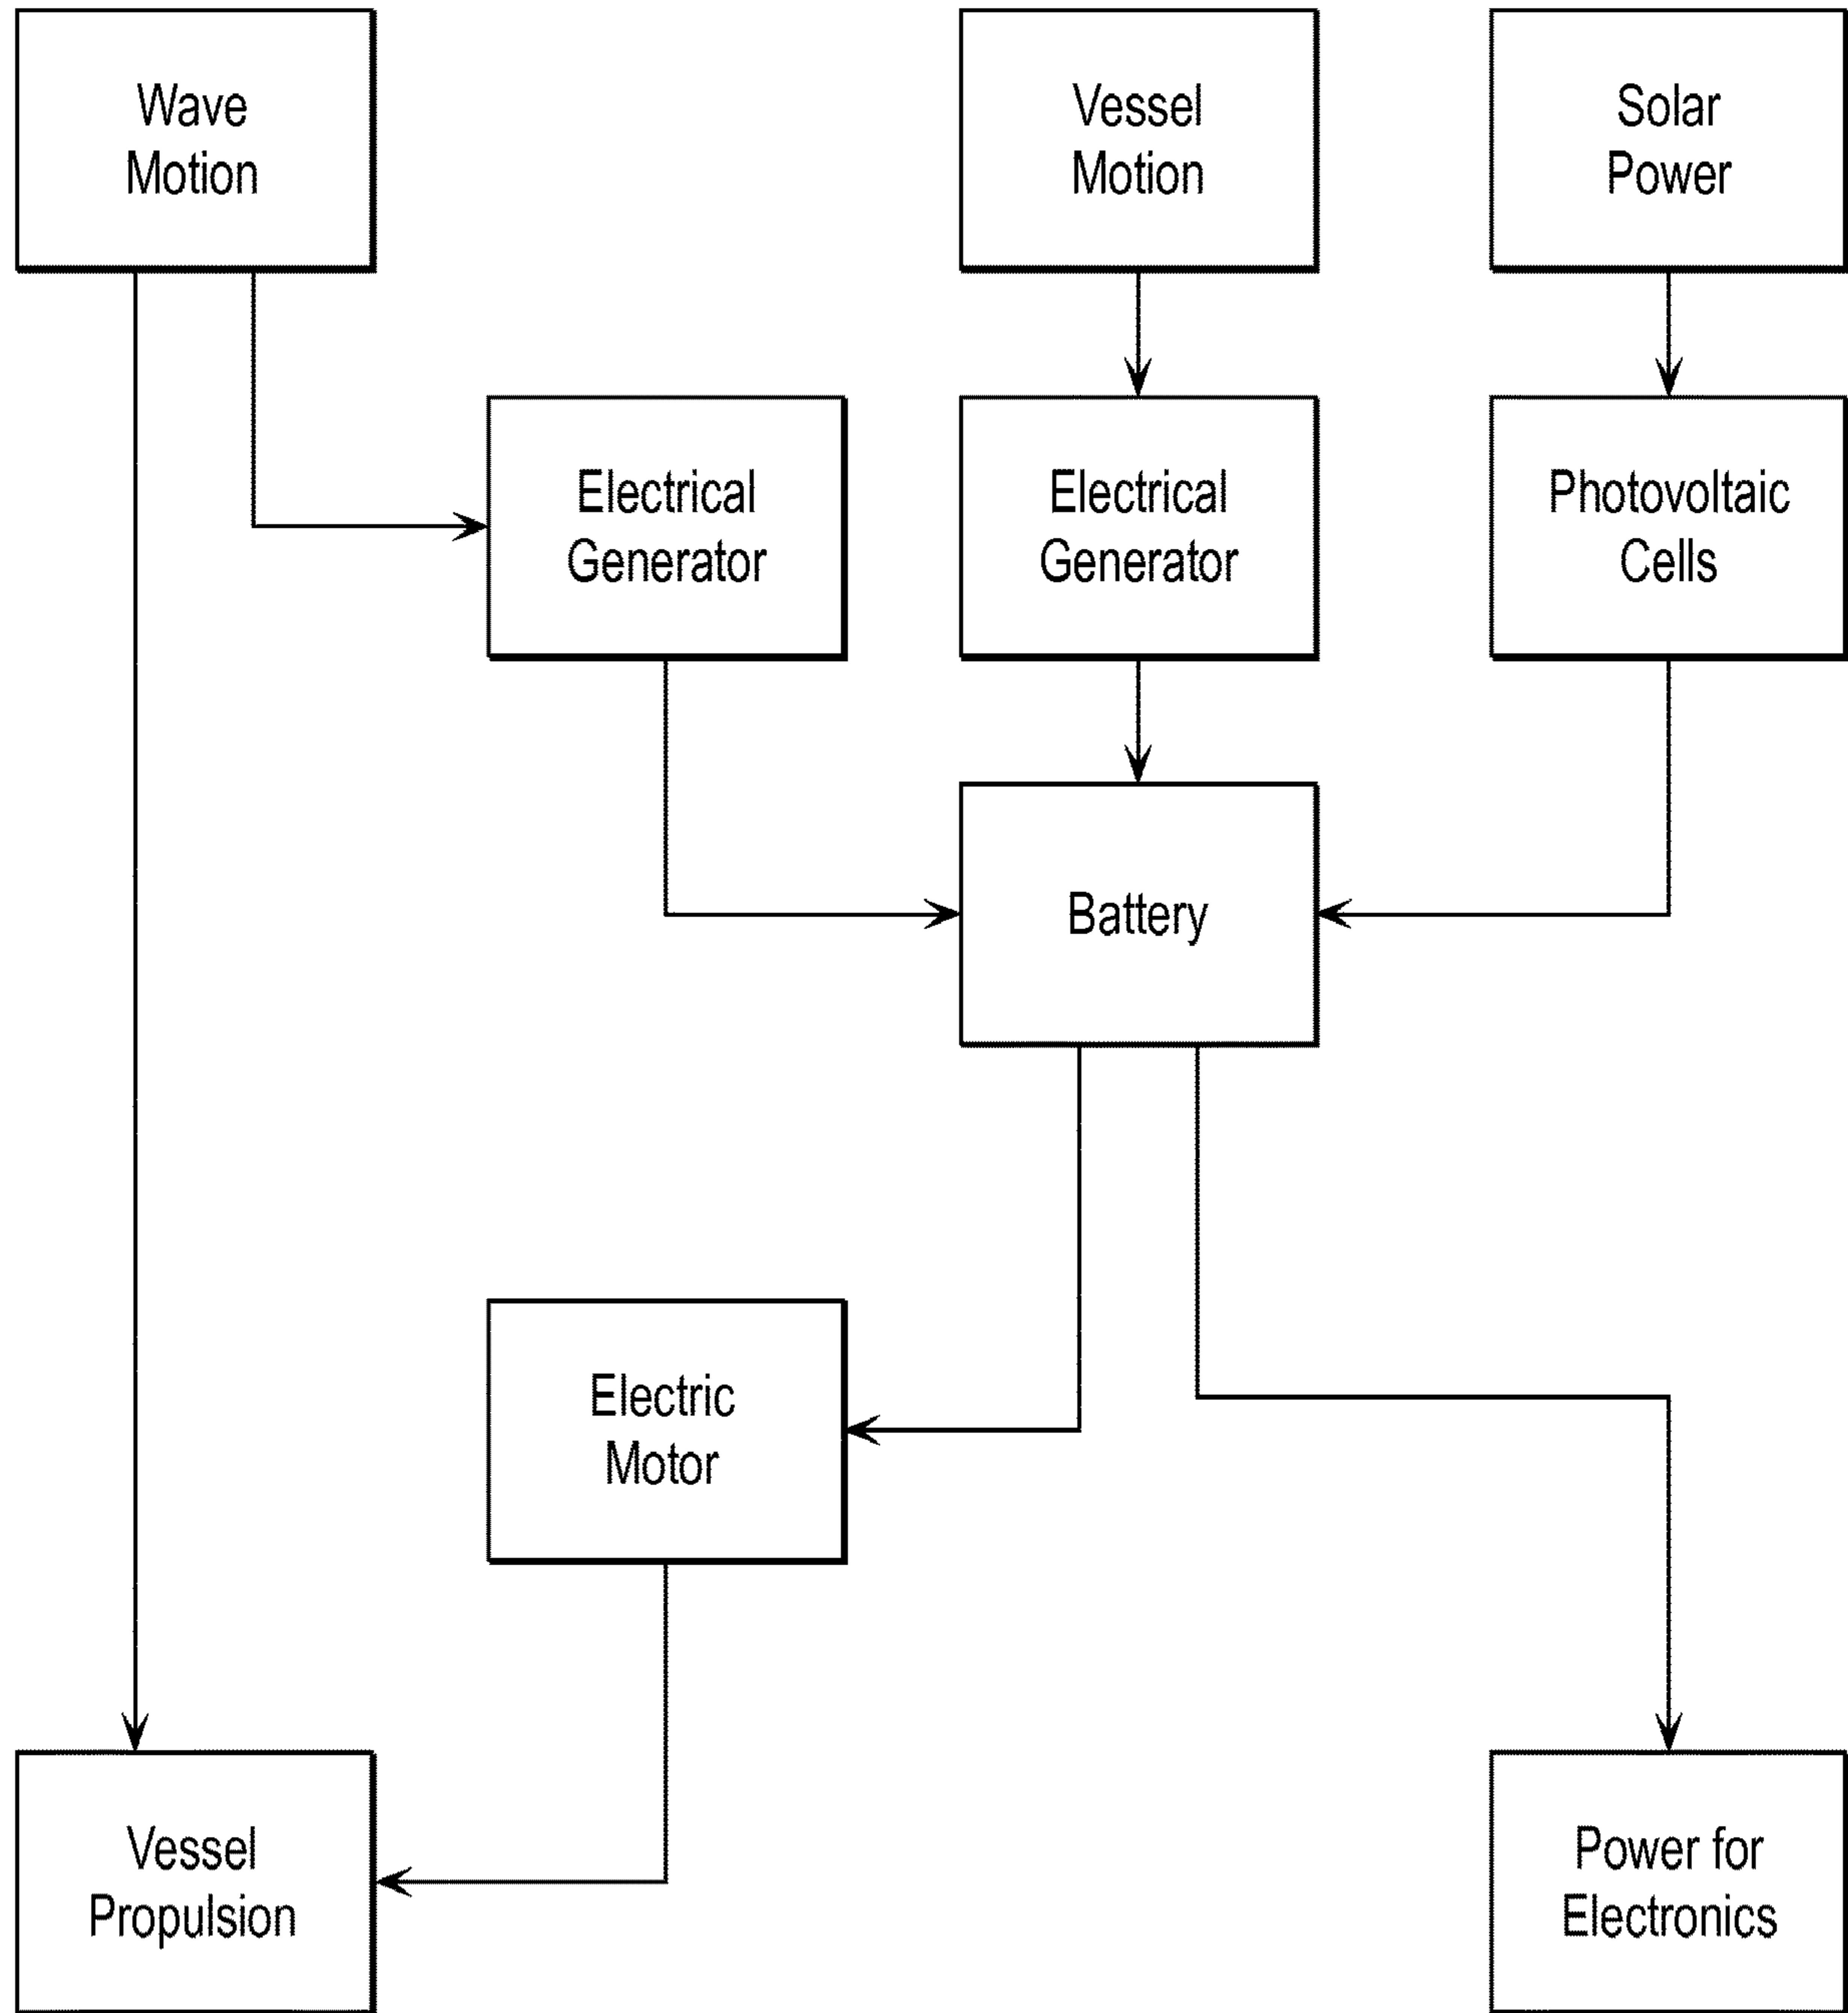 Wave
Motion
Vessel
Motion
Solar
Power
Electrical
Generator
Electrical
Generator
Photovoltaic
Cells
Battery
Electric
Motor
Vessel
Propulsion
Power for
Electronics